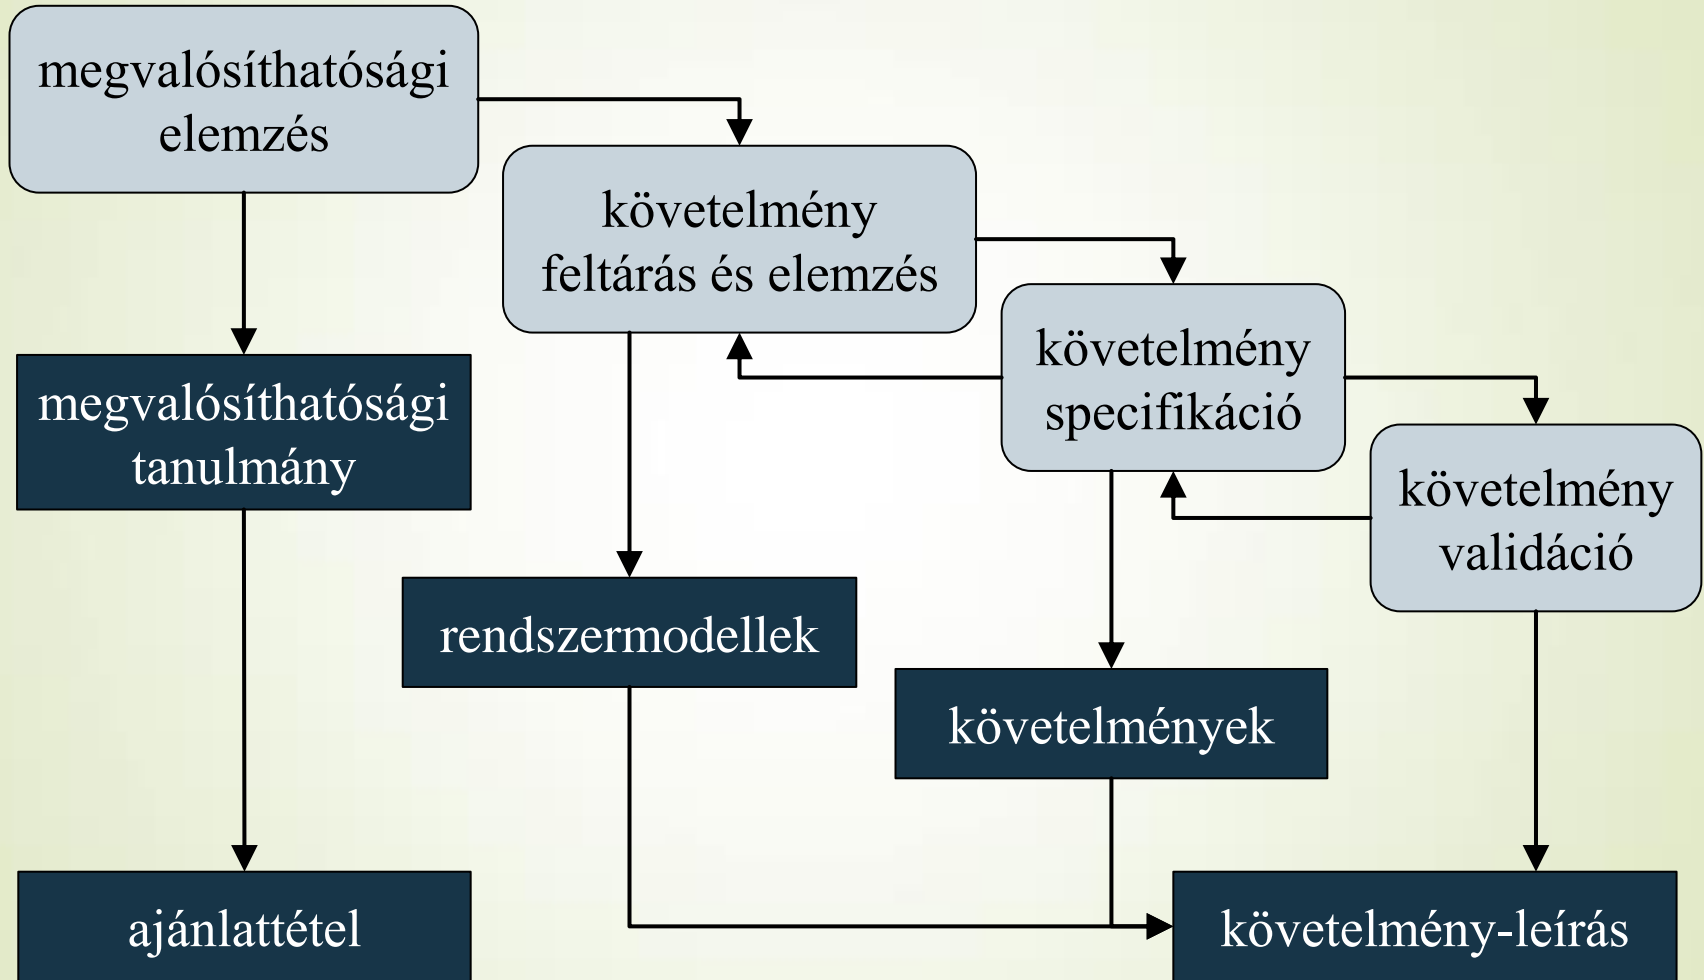 megvalósíthatósági
elemzés
követelmény
feltárás és elemzés
követelmény
specifikáció
követelmény
validáció
megvalósíthatósági
tanulmány
rendszermodellek
követelmények
ajánlattétel
követelmény-leírás